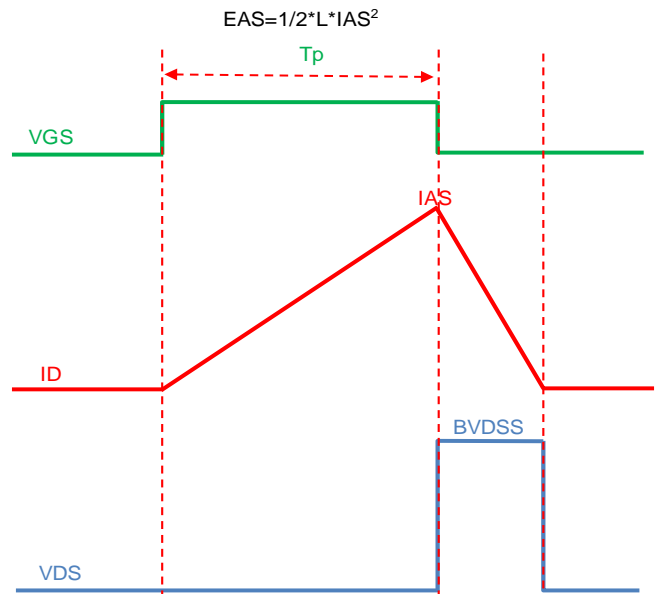 EAS=1/2*L*IAS²
Tp
VGS
IAS
ID
BVDSS
VDS